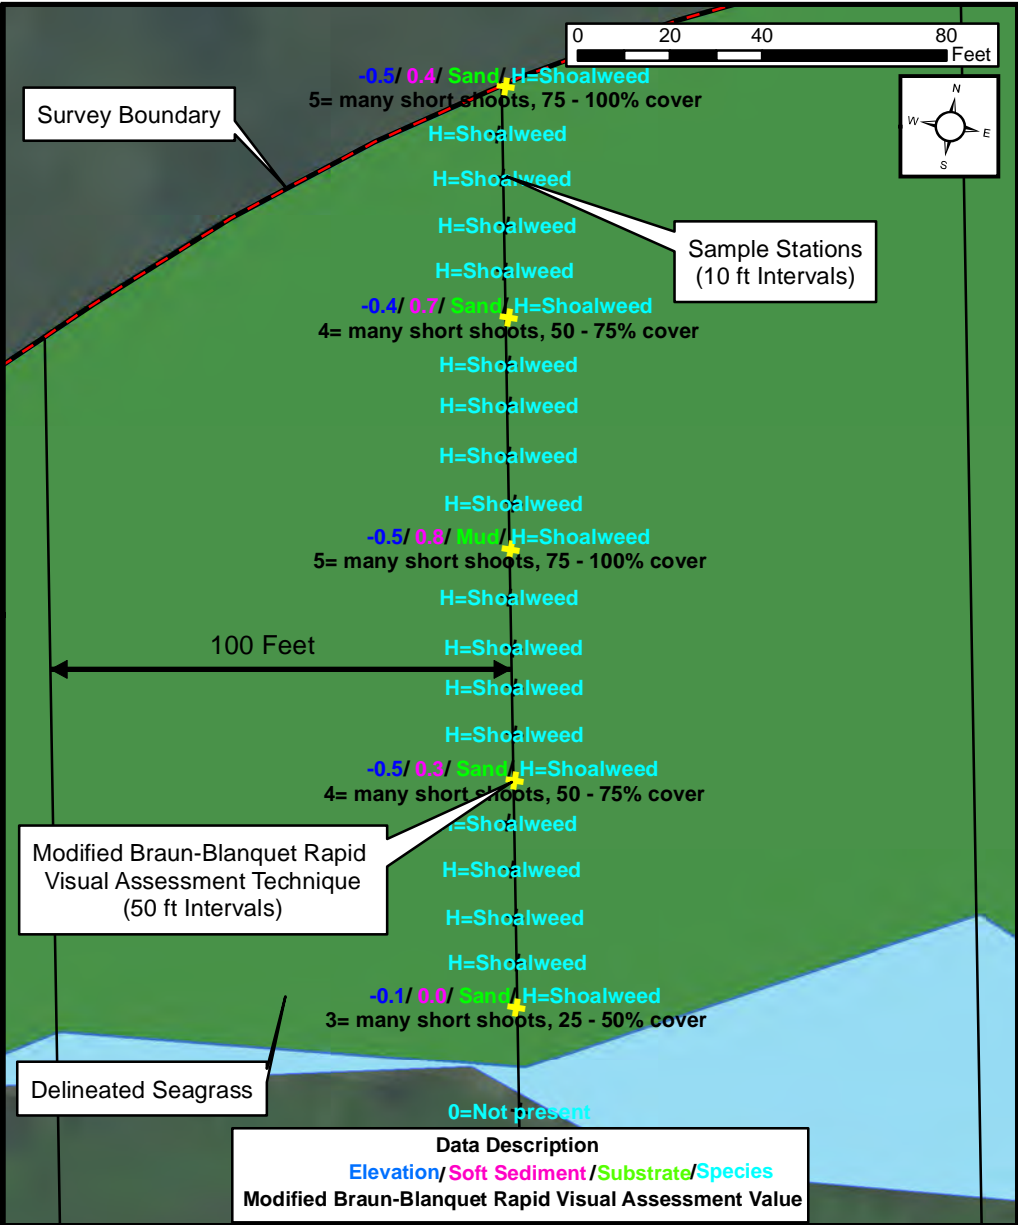 0 20 40 80
Feet
-0.5/ 0.4/ Sand/ H=Shoalweed
5= many short shoots, 75 - 100% cover
N
W E
S
Survey Boundary
H=Shoalweed
H=Shoalweed
H=Shoalweed
Sample Stations
(10 ft Intervals)
H=Shoalweed
-0.4/ 0.7/ Sand/ H=Shoalweed
4= many short shoots, 50 - 75% cover
H=Shoalweed
H=Shoalweed
H=Shoalweed
H=Shoalweed
-0.5/ 0.8/ Mud/ H=Shoalweed
5= many short shoots, 75 - 100% cover
H=Shoalweed
100 Feet
H=Shoalweed
H=Shoalweed
H=Shoalweed
-0.5/ 0.3/ Sand/ H=Shoalweed
4= many short shoots, 50 - 75% cover
H=Shoalweed
Modified Braun-Blanquet Rapid
Visual Assessment Technique
(50 ft Intervals)
H=Shoalweed
H=Shoalweed
H=Shoalweed
-0.1/ 0.0/ Sand/ H=Shoalweed
3= many short shoots, 25 - 50% cover
Delineated Seagrass
0=Not present
Data Description
Elevation/ Soft Sediment /Substrate/Species
Modified Braun-Blanquet Rapid Visual Assessment Value